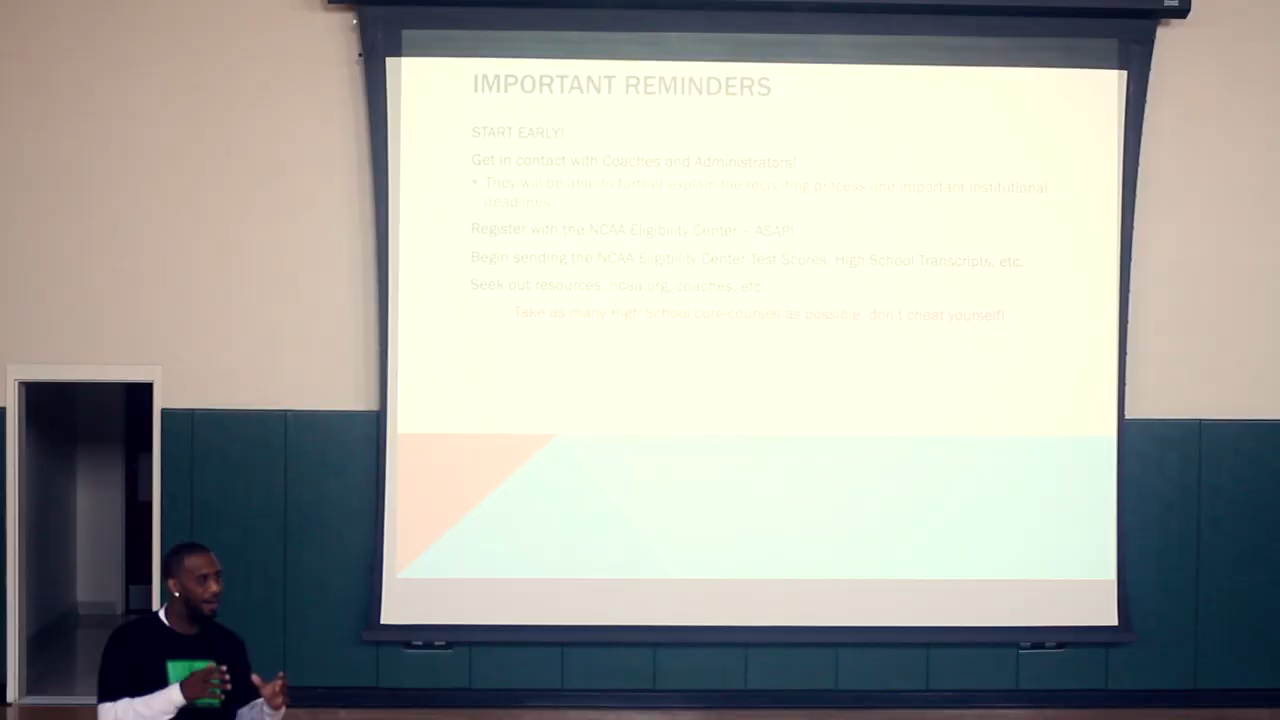 IMPORTANT REMINDERS
START EARLY!
Get in contact with Coaches and Administrators!
• They will be able to further explain the recruiting process and important institutional
deadlines
Register with the NCAA Eligibility Center – ASAP!
Begin sending the NCAA Eligibility Center Test Scores, High School Transcripts, etc.
Seek out resources, ncaa.org, coaches, etc.
Take as many High School core-courses as possible, don't cheat yourself!